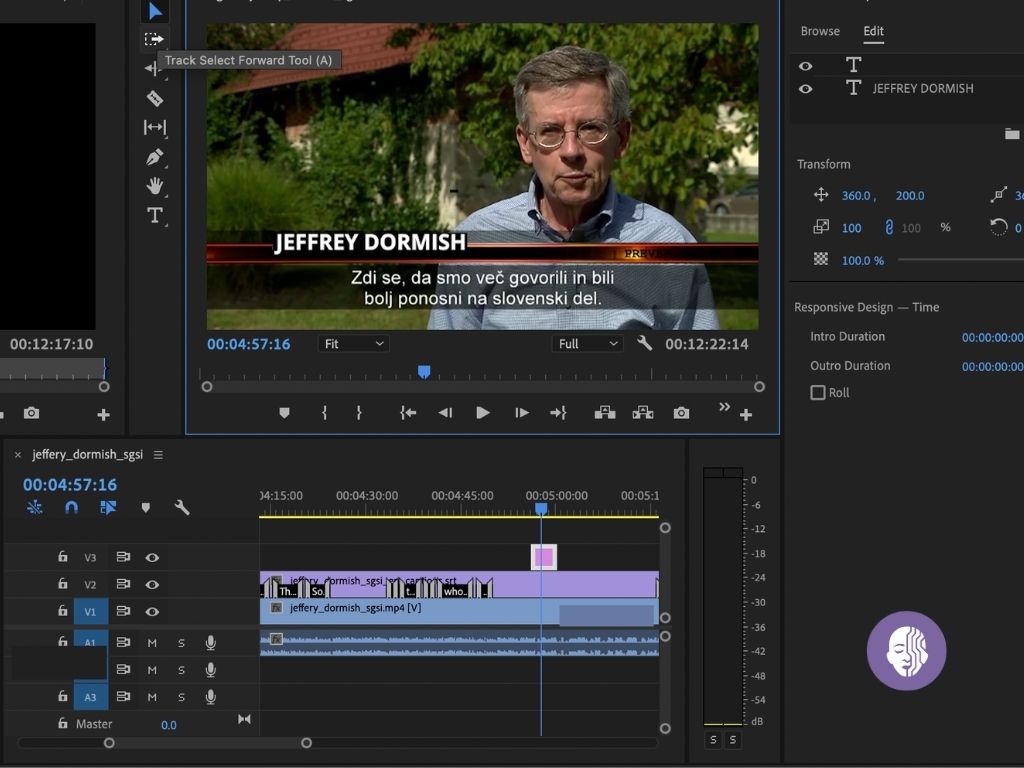 Track Select Forward Tool (A)
JEFFREY DORMISH
Zdi se, da smo več govorili in bili
bolj ponosni na slovenski del.
00:12:17:10
00:04:57:16
Fit
Full
00:12:22:14
Browse
Edit
JEFFREY DORMISH
Transform
360.0 , 200.0
100
100 %
0
100.0 %
Responsive Design — Time
Intro Duration
00:00:00:00
Outro Duration
00:00:00:00
Roll
× jeffery_dormish_sgsi
00:04:57:16
04:15:00 00:04:30:00 00:04:45:00 00:05:00:00 00:05:1
V3
V2
jeffery_dormish_sgsi
Th... So. t... who..
V1
jeffery_dormish_sgsi.mp4 [V]
fx
A1 M S
M S
A3 M S
Master 0.0
0
-6
-12
-18
-24
-30
-36
-42
-48
-54
dB
S S